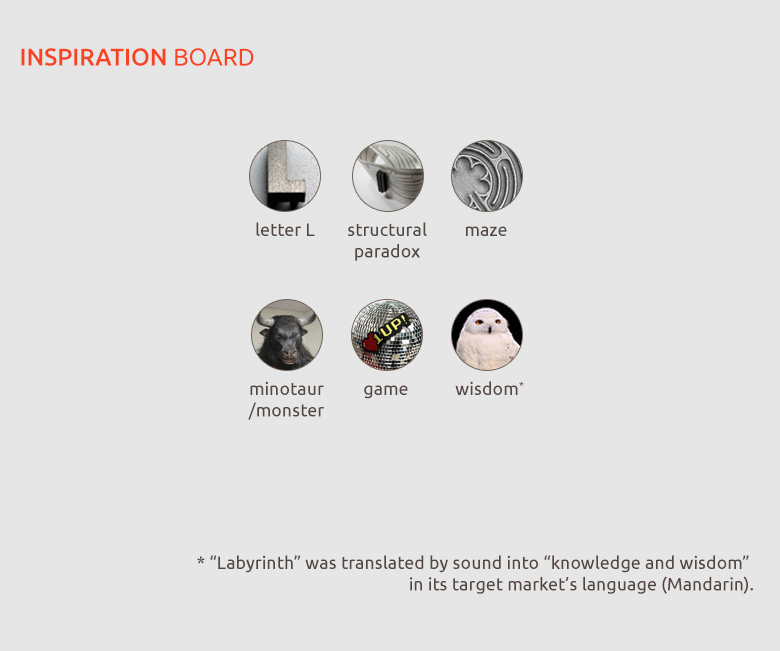 INSPIRATION BOARD
L
letter L
structural
paradox
maze
1UP!
minotaur
/monster
game
wisdom*
* “Labyrinth” was translated by sound into “knowledge and wisdom”
in its target market’s language (Mandarin).